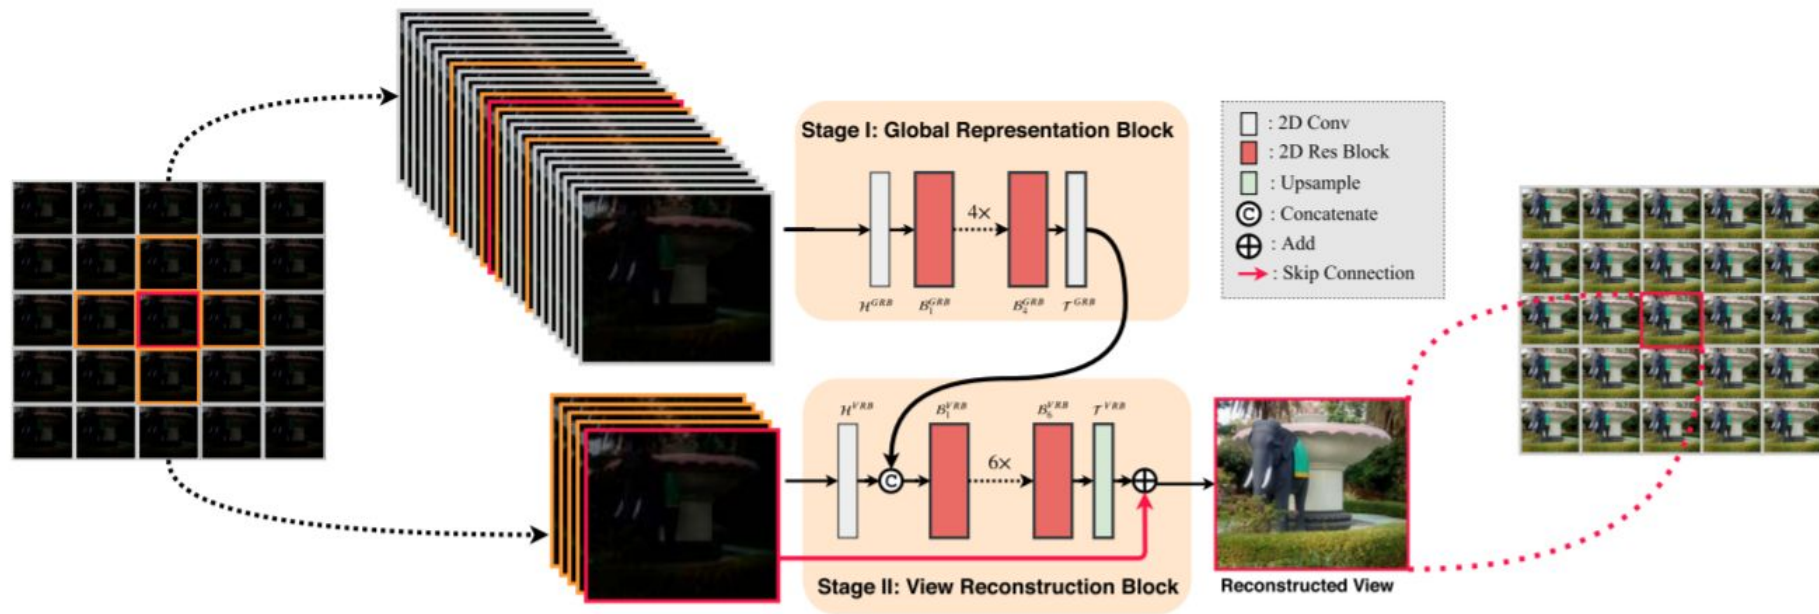 Stage I: Global Representation Block
4×
𝓗^GRB
𝓑_1^GRB
𝓑_4^GRB
𝓣^GRB
: 2D Conv
: 2D Res Block
: Upsample
C : Concatenate
: Add
: Skip Connection
𝓗^VRB
𝓑_1^VRB
𝓑_6^VRB
𝓣^VRB
C
6×
Stage II: View Reconstruction Block
Reconstructed View